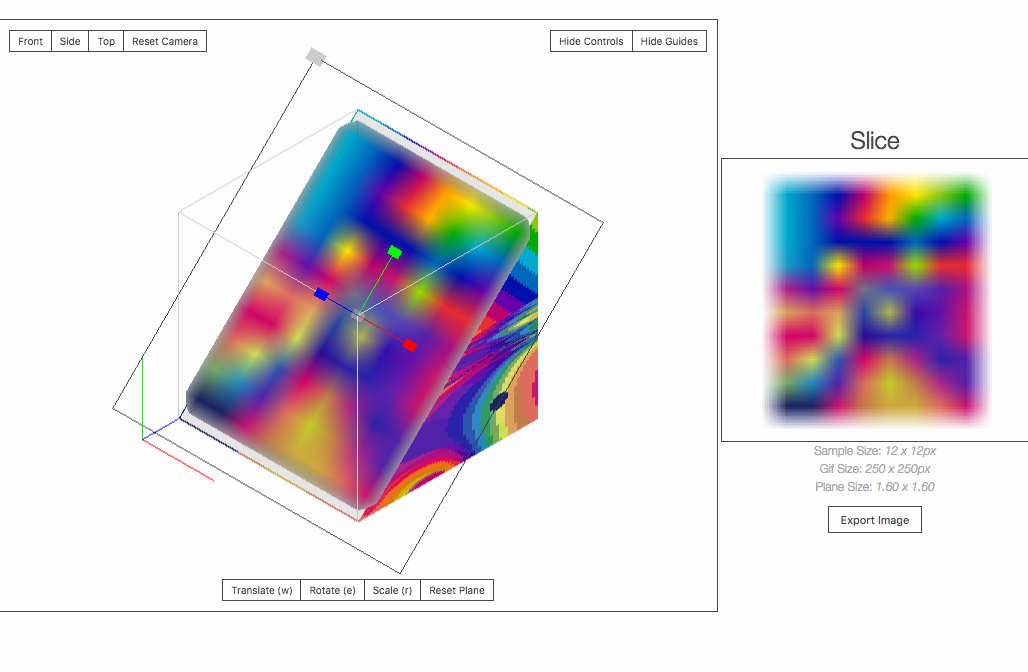 Front Side Top Reset Camera
Hide Controls Hide Guides
Slice
Sample Size: 12 x 12px
Gif Size: 250 x 250px
Plane Size: 1.60 x 1.60
Export Image
Translate (w) Rotate (e) Scale (r) Reset Plane